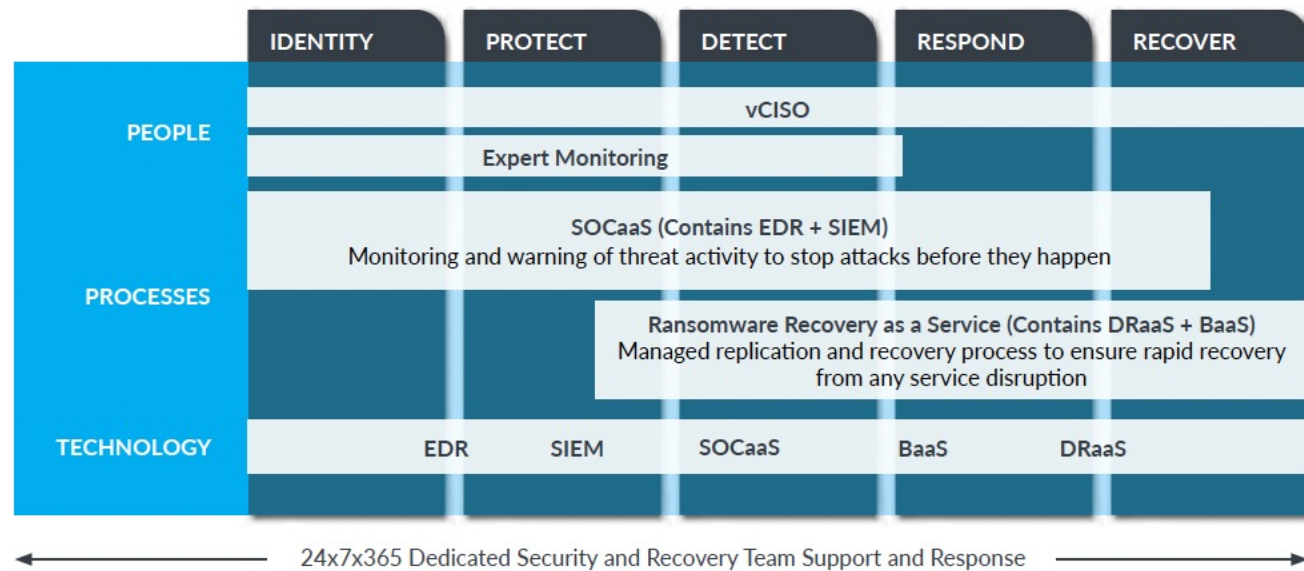 IDENTITY PROTECT DETECT RESPOND RECOVER
PEOPLE
vCISO
Expert Monitoring
PROCESSES
SOCaaS (Contains EDR + SIEM)
Monitoring and warning of threat activity to stop attacks before they happen
Ransomware Recovery as a Service (Contains DRaaS + BaaS)
Managed replication and recovery process to ensure rapid recovery
from any service disruption
TECHNOLOGY
EDR SIEM SOCaaS BaaS DRaaS
24x7x365 Dedicated Security and Recovery Team Support and Response